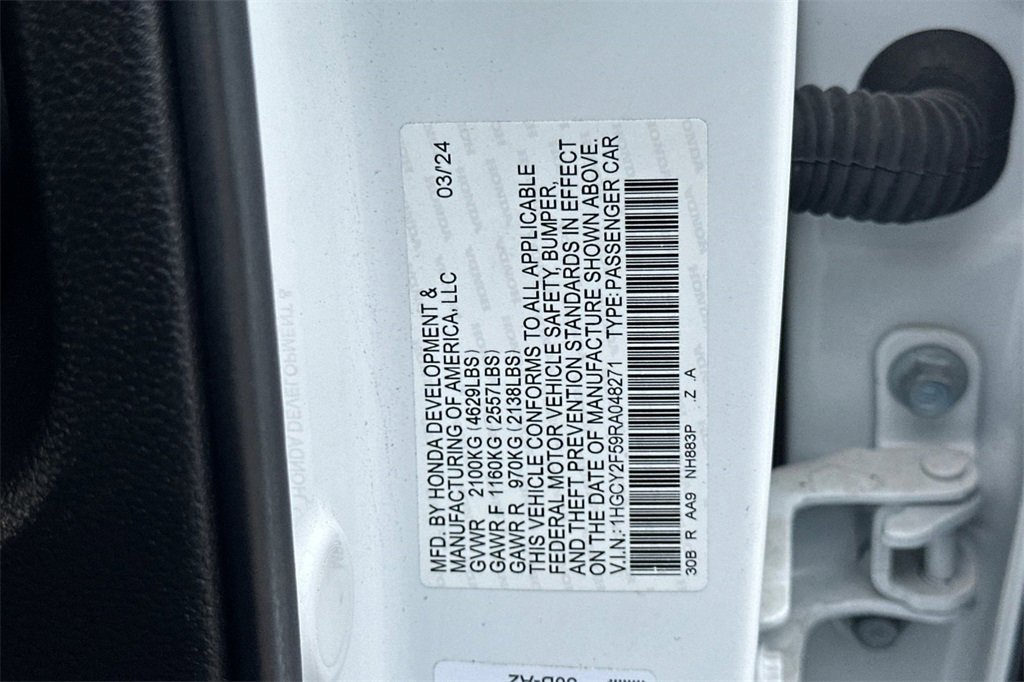 MFD. BY HONDA DEVELOPMENT & 03/'24
MANUFACTURING OF AMERICA, LLC
GVWR 2100KG (4629LBS)
GAWR F 1160KG (2557LBS)
GAWR R 970KG (2138LBS)
THIS VEHICLE CONFORMS TO ALL APPLICABLE
FEDERAL MOTOR VEHICLE SAFETY, BUMPER,
AND THEFT PREVENTION STANDARDS IN EFFECT
ON THE DATE OF MANUFACTURE SHOWN ABOVE.
V.I.N.:1HGCY2F59RA048271 TYPE:PASSENGER CAR
30B R AA9 NH883P Z A